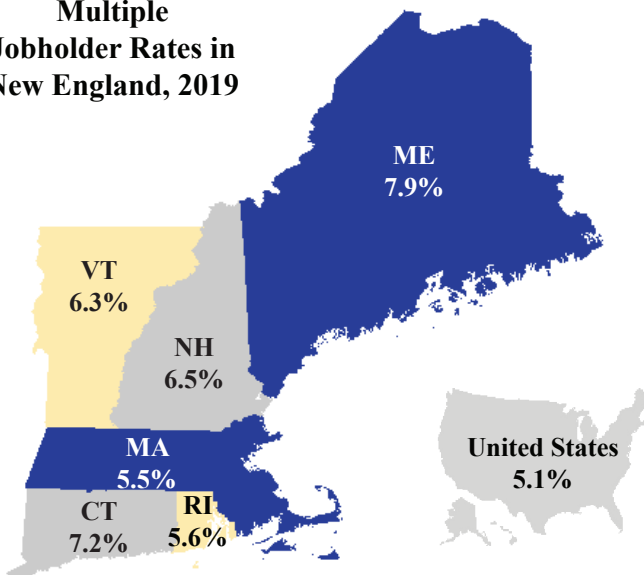 Multiple
Jobholder Rates in
New England, 2019
ME
7.9%
VT
6.3%
NH
6.5%
MA
5.5%
United States
5.1%
CT
7.2%
RI
5.6%